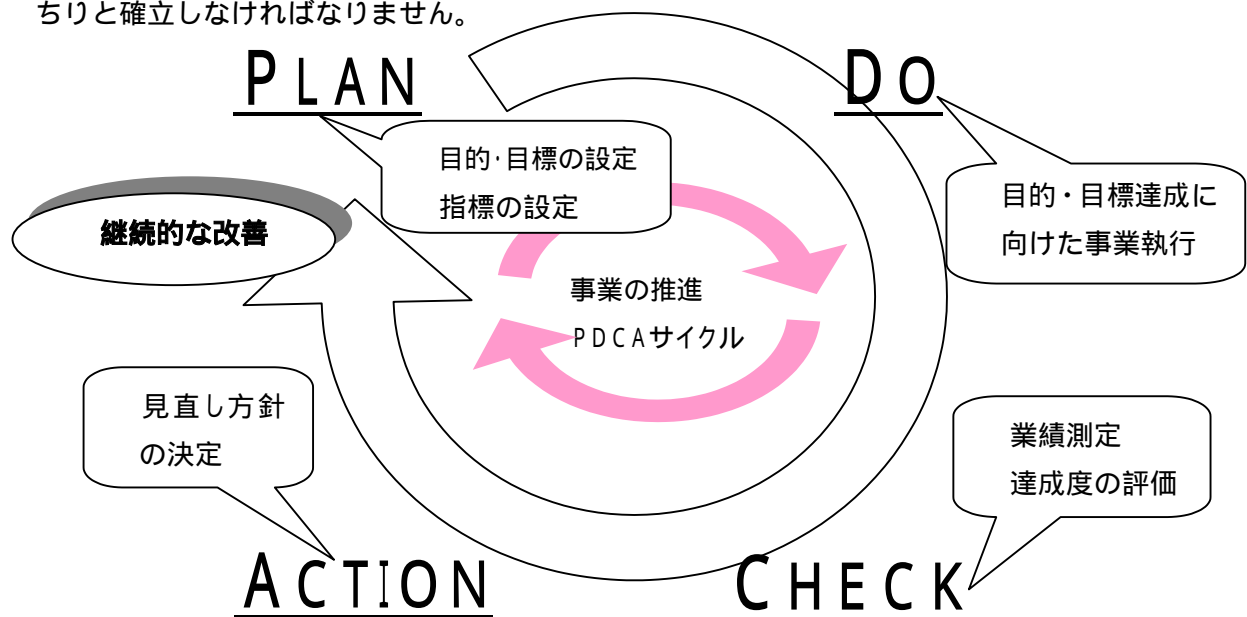 ちりと確立しなければなりません。
PLAN
DO
目的・目標の設定
指標の設定
目的・目標達成に
向けた事業執行
継続的な改善
事業の推進
PDCAサイクル
見直し方針
の決定
業績測定
達成度の評価
ACTION
CHECK